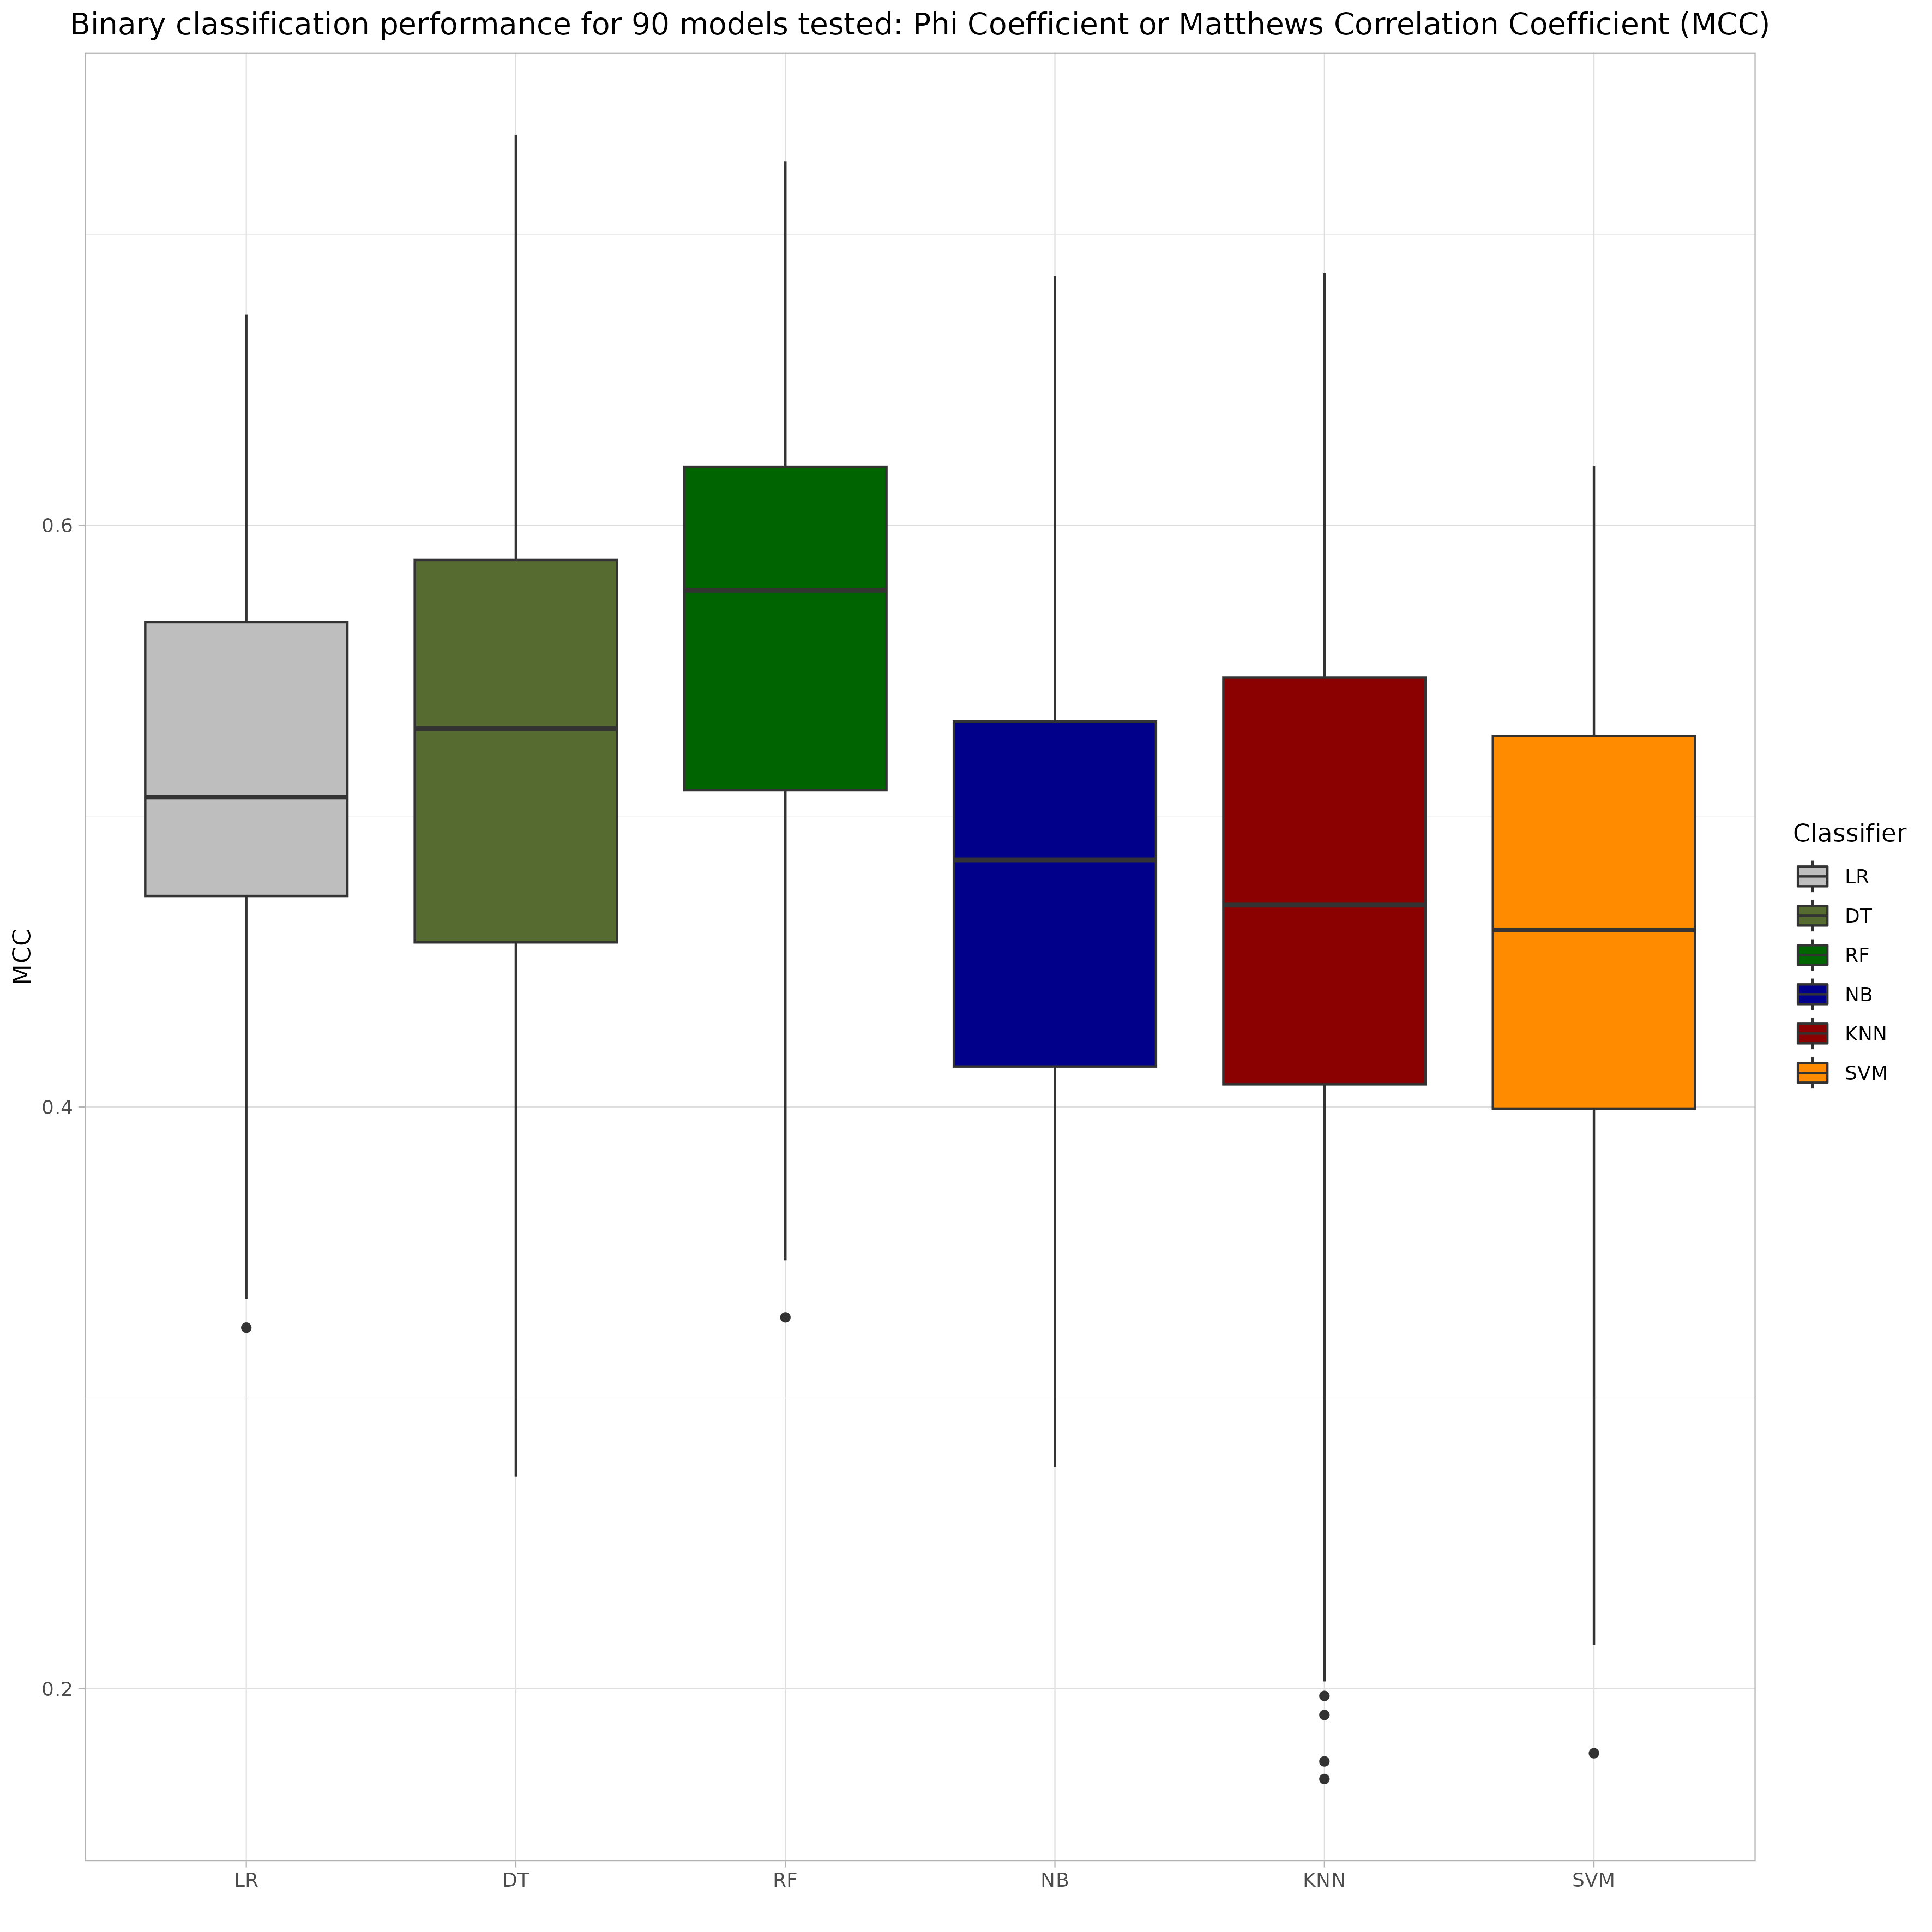 Binary classification performance for 90 models tested: Phi Coefficient or Matthews Correlation Coefficient (MCC)
MCC
0.6
0.4
0.2
LR DT RF NB KNN SVM
Classifier
LR
DT
RF
NB
KNN
SVM